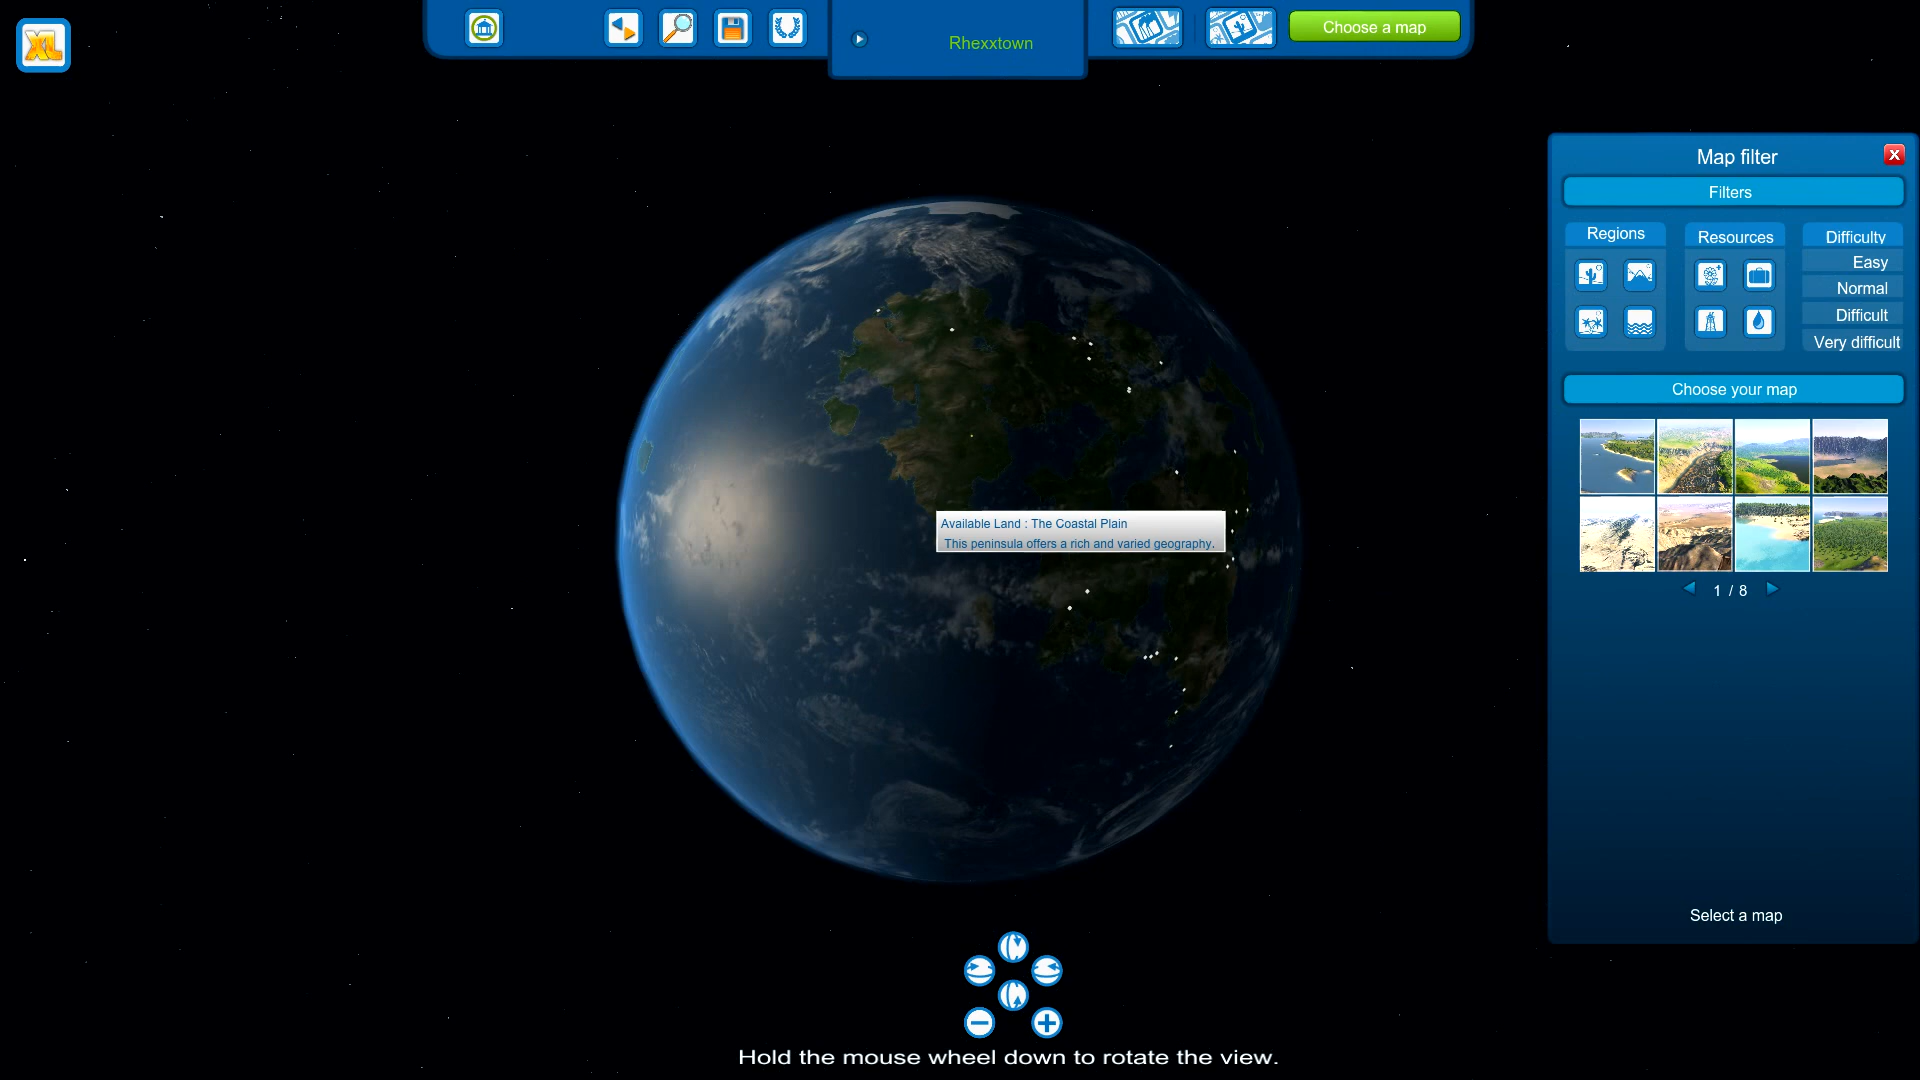 XL
Rhexxtown
Choose a map
Map filter
X
Filters
Regions
Resources
Difficulty
Easy
Normal
Difficult
Very difficult
Choose your map
1 / 8
Select a map
Available Land : The Coastal Plain
This peninsula offers a rich and varied geography.
Hold the mouse wheel down to rotate the view.